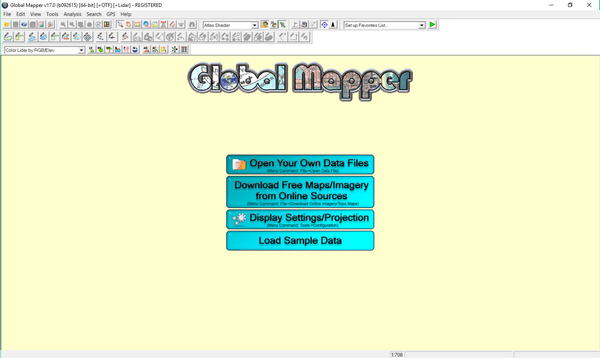 Global Mapper v17.0 (b092615) [64-bit] [+OTF] [+Lidar] - REGISTERED
File Edit View Tools Analysis Search GPS Help
Atlas Shader
Set up Favorites List...
Color Lidar by RGB/Elev
Global Mapper
Open Your Own Data Files
(Menu Command: File->Open Data File)
Download Free Maps/Imagery
from Online Sources
(Menu Command: File->Download Online Imagery/Topo Maps)
Display Settings/Projection
(Menu Command: Tools->Configuration)
Load Sample Data
1:708